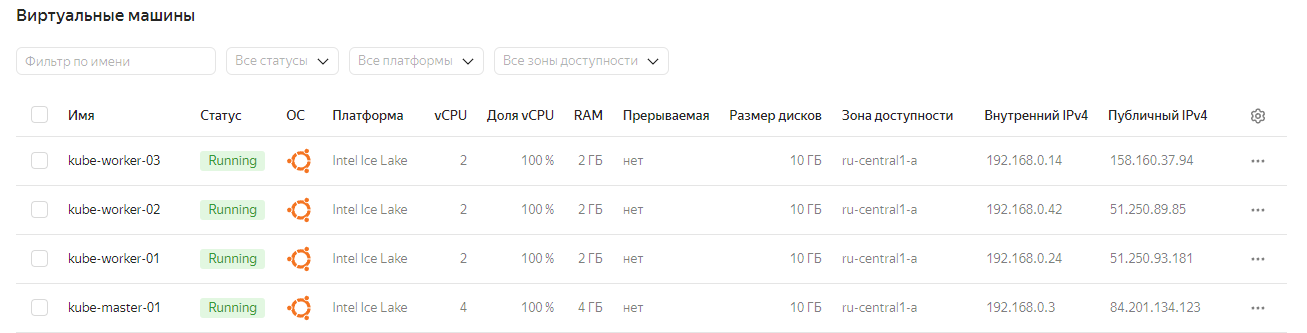 Виртуальные машины
Фильтр по имени Все статусы Все платформы Все зоны доступности
Имя Статус ОС Платформа vCPU Доля vCPU RAM Прерываемая Размер дисков Зона доступности Внутренний IPv4 Публичный IPv4
kube-worker-03 Running Intel Ice Lake 2 100 % 2 ГБ нет 10 ГБ ru-central1-a 192.168.0.14 158.160.37.94
kube-worker-02 Running Intel Ice Lake 2 100 % 2 ГБ нет 10 ГБ ru-central1-a 192.168.0.42 51.250.89.85
kube-worker-01 Running Intel Ice Lake 2 100 % 2 ГБ нет 10 ГБ ru-central1-a 192.168.0.24 51.250.93.181
kube-master-01 Running Intel Ice Lake 4 100 % 4 ГБ нет 10 ГБ ru-central1-a 192.168.0.3 84.201.134.123